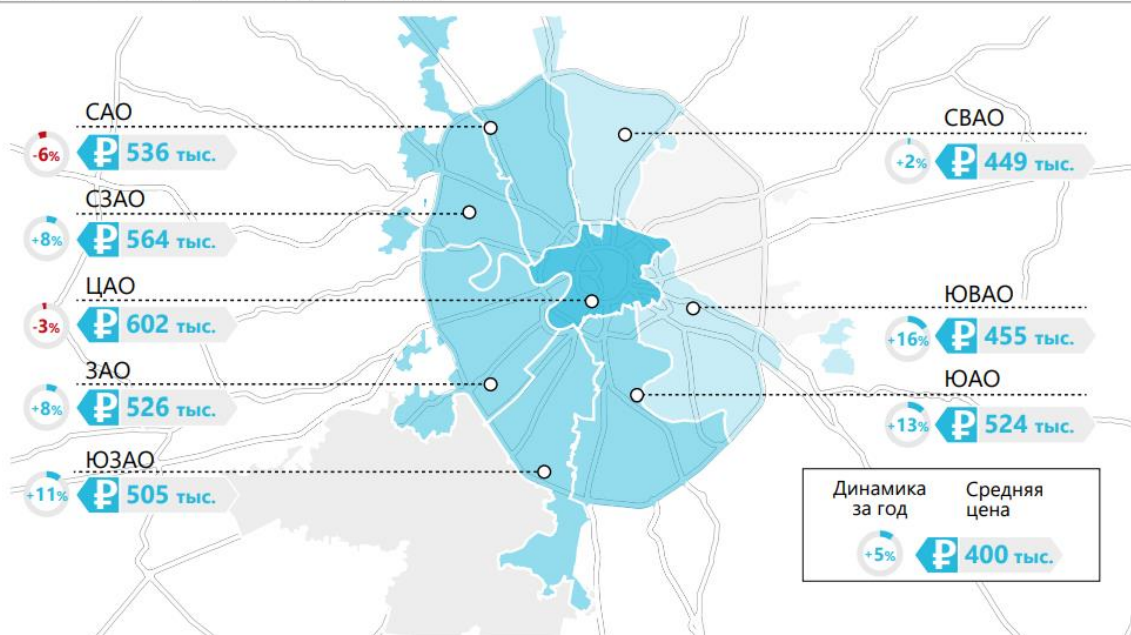 САО
-6%
₽ 536 тыс.
СЗАО
+8%
₽ 564 тыс.
ЦАО
-3%
₽ 602 тыс.
ЗАО
+8%
₽ 526 тыс.
ЮЗАО
+11%
₽ 505 тыс.
СВАО
+2%
₽ 449 тыс.
ЮВАО
+16%
₽ 455 тыс.
ЮАО
+13%
₽ 524 тыс.
Динамика за год
Средняя цена
+5%
₽ 400 тыс.